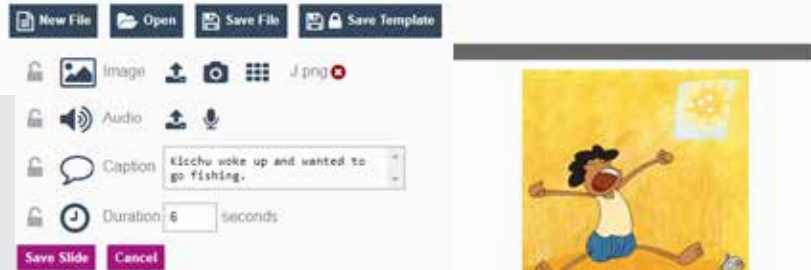 New File Open Save File Save Template
Image J.png
Audio
Caption Kicchu woke up and wanted to
go fishing.
Duration 6 seconds
Save Slide Cancel